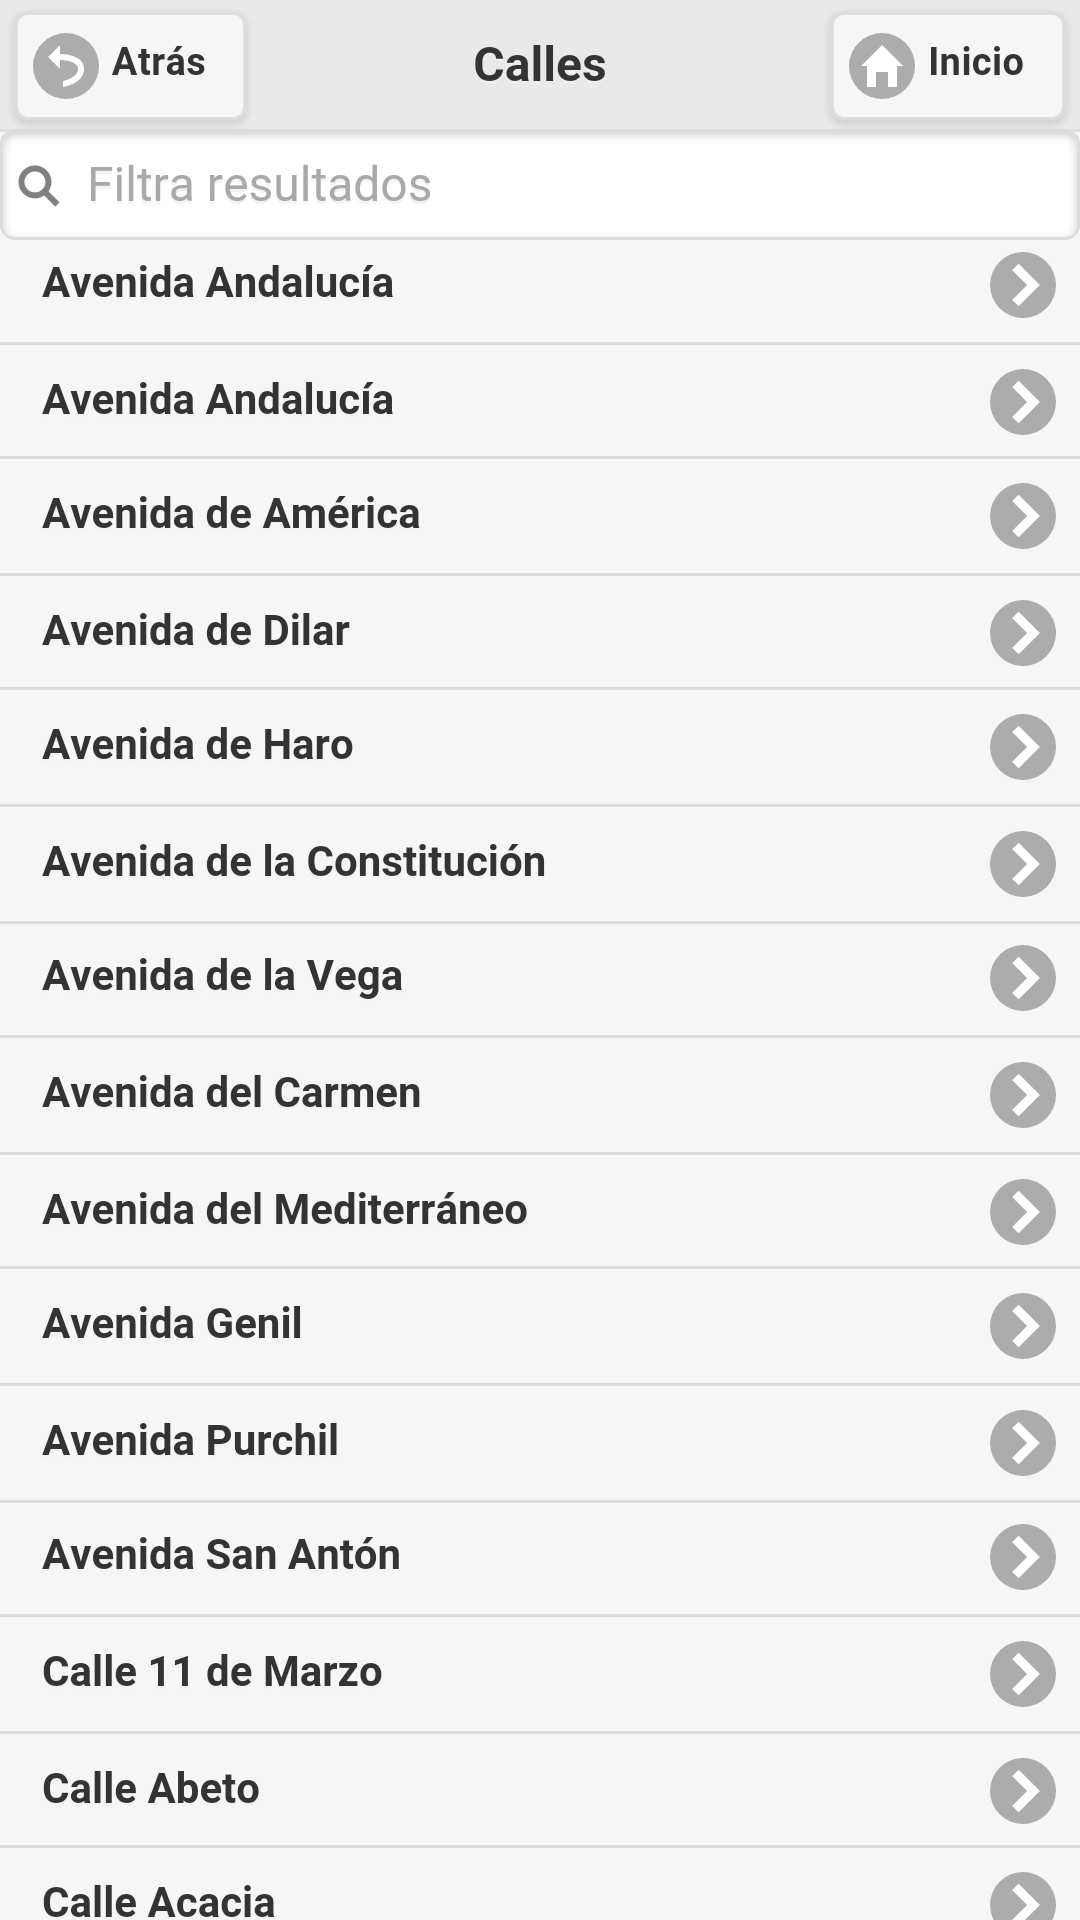 Atrás
Calles
Inicio
Filtra resultados
Avenida Andalucía
Avenida Andalucía
Avenida de América
Avenida de Dilar
Avenida de Haro
Avenida de la Constitución
Avenida de la Vega
Avenida del Carmen
Avenida del Mediterráneo
Avenida Genil
Avenida Purchil
Avenida San Antón
Calle 11 de Marzo
Calle Abeto
Calle Acacia